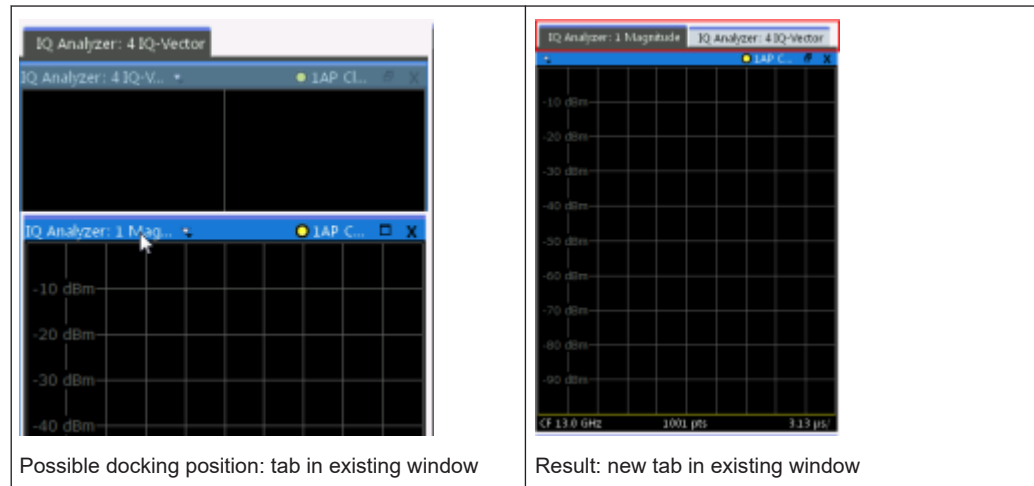 IQ Analyzer: 4 IQ-Vector
IQ Analyzer: 4 IQ-V... 1AP Cl... X
IQ Analyzer: 1 Mag... 1AP C... X
-10 dBm
-20 dBm
-30 dBm
-40 dBm
Possible docking position: tab in existing window
IQ Analyzer: 1 Magnitude IQ Analyzer: 4 IQ-Vector
1AP C... X
-10 dBm
-20 dBm
-30 dBm
-40 dBm
-50 dBm
-60 dBm
-70 dBm
-80 dBm
-90 dBm
CF 13.0 GHz 1001 pts 3.13 µs/
Result: new tab in existing window